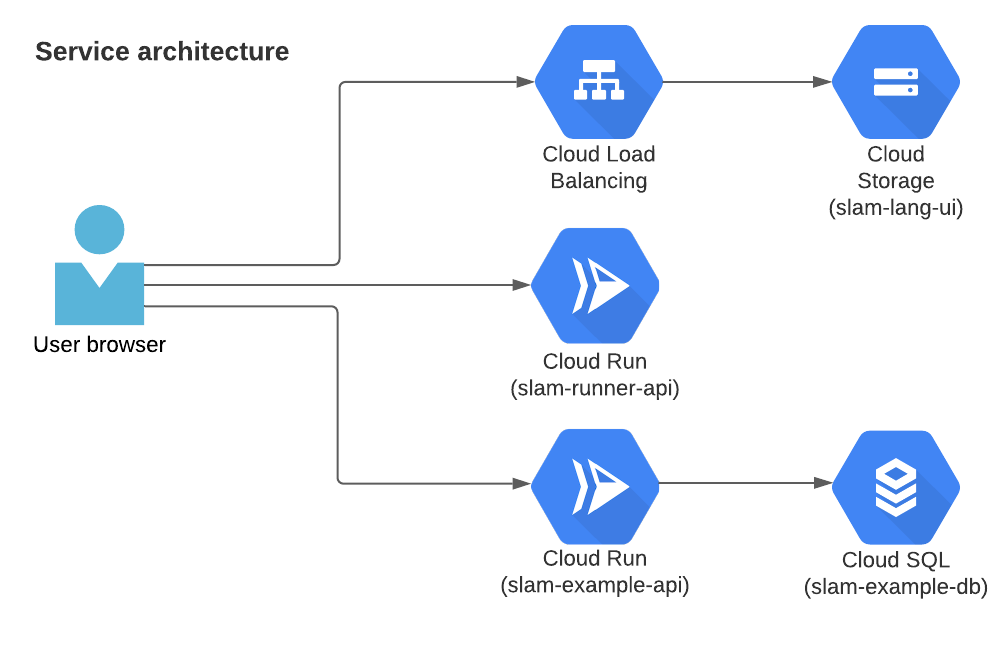 Service architecture
Cloud Load
Balancing
Cloud
Storage
(slam-lang-ui)
User browser
Cloud Run
(slam-runner-api)
Cloud Run
(slam-example-api)
Cloud SQL
(slam-example-db)